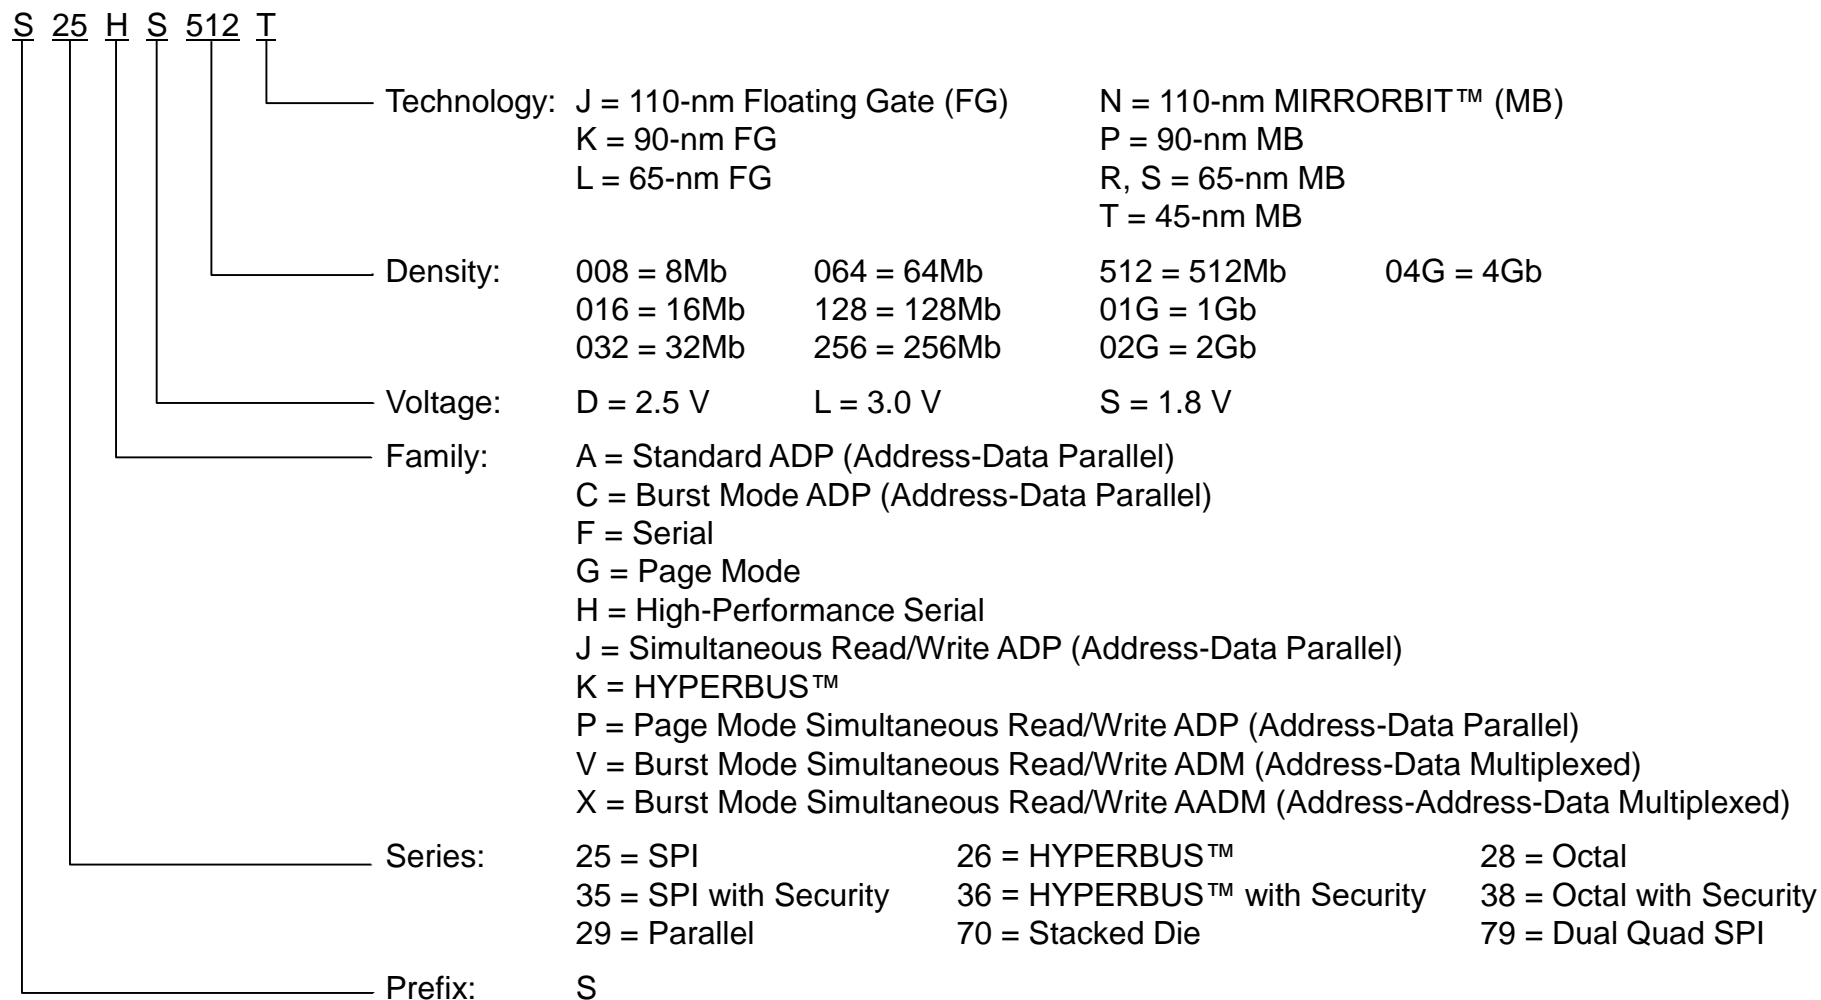 S 25 H S 512 T
Technology: J = 110-nm Floating Gate (FG) N = 110-nm MIRRORBIT™ (MB)
K = 90-nm FG P = 90-nm MB
L = 65-nm FG R, S = 65-nm MB
T = 45-nm MB
Density: 008 = 8Mb 064 = 64Mb 512 = 512Mb 04G = 4Gb
016 = 16Mb 128 = 128Mb 01G = 1Gb
032 = 32Mb 256 = 256Mb 02G = 2Gb
Voltage: D = 2.5 V L = 3.0 V S = 1.8 V
Family: A = Standard ADP (Address-Data Parallel)
C = Burst Mode ADP (Address-Data Parallel)
F = Serial
G = Page Mode
H = High-Performance Serial
J = Simultaneous Read/Write ADP (Address-Data Parallel)
K = HYPERBUS™
P = Page Mode Simultaneous Read/Write ADP (Address-Data Parallel)
V = Burst Mode Simultaneous Read/Write ADM (Address-Data Multiplexed)
X = Burst Mode Simultaneous Read/Write AADM (Address-Address-Data Multiplexed)
Series: 25 = SPI 26 = HYPERBUS™ 28 = Octal
35 = SPI with Security 36 = HYPERBUS™ with Security 38 = Octal with Security
29 = Parallel 70 = Stacked Die 79 = Dual Quad SPI
Prefix: S